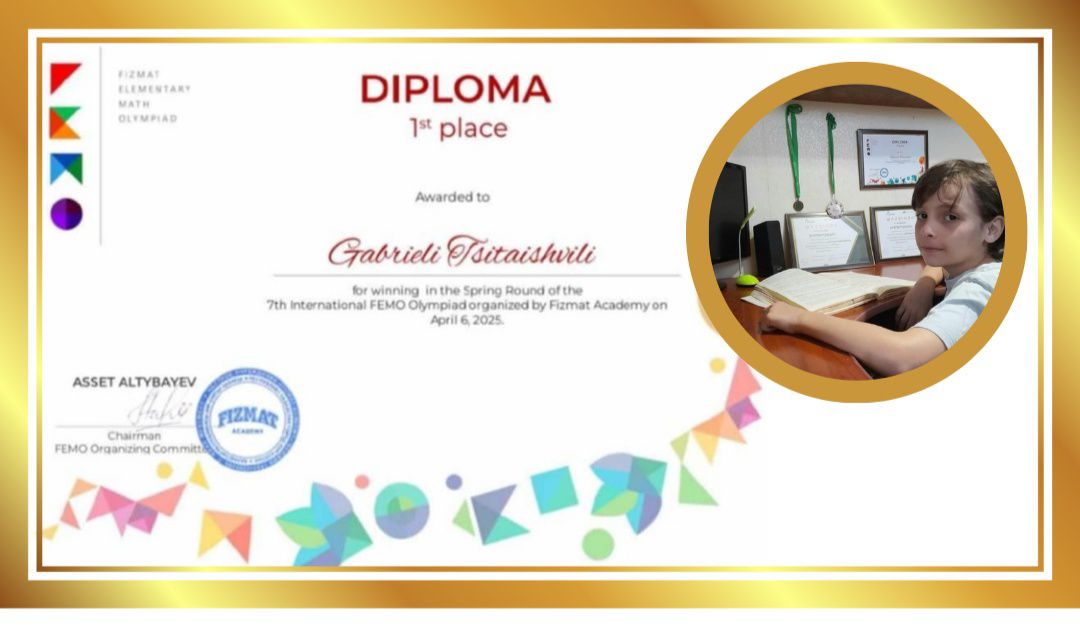 FIZMAT
ELEMENTARY
MATH
OLYMPIAD
DIPLOMA
1st place
Awarded to
Gabrieli Tsitaishvili
for winning in the Spring Round of the
7th International FEMO Olympiad organized by Fizmat Academy on
April 6, 2025.
ASSET ALTYBAYEV
Chairman
FEMO Organizing Committe
FIZMAT
ACADEMY
DIPLOMA